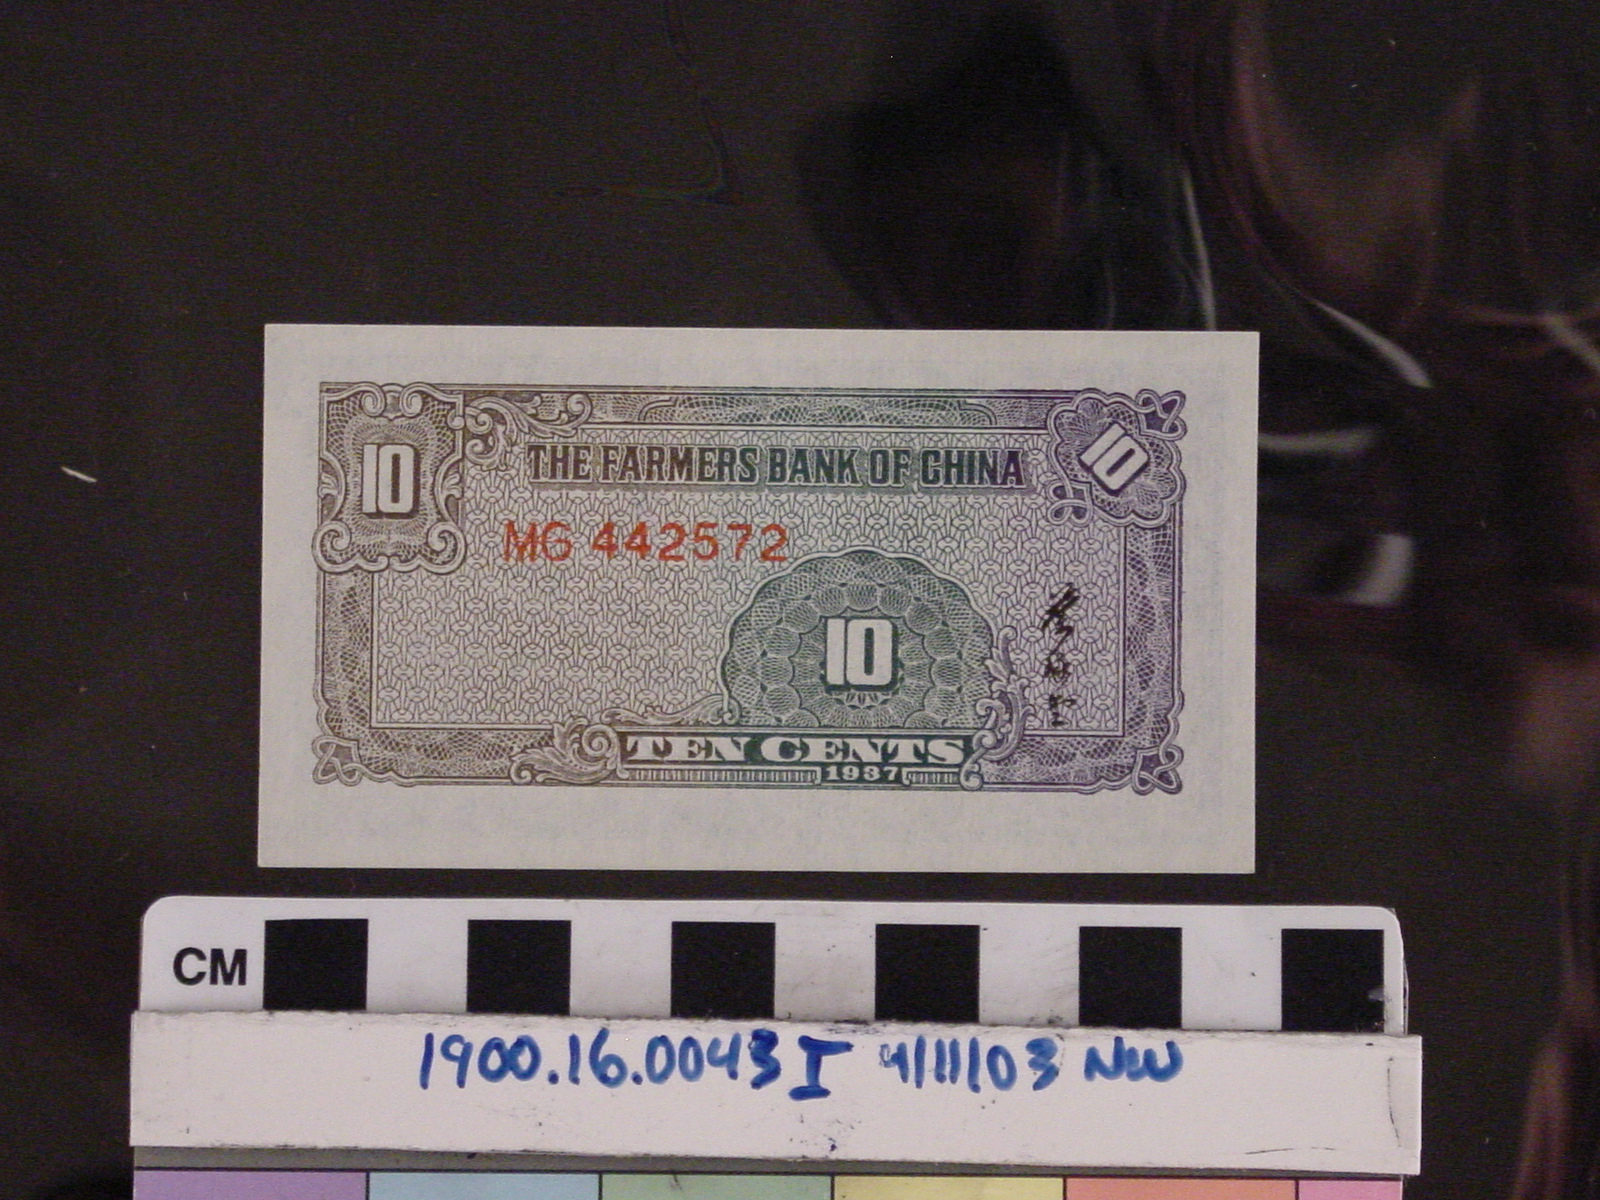 10
THE FARMERS BANK OF CHINA
10
MG 442572
10
TEN CENTS
1937
CM
1900.16.0043 I 4/11/03 NW